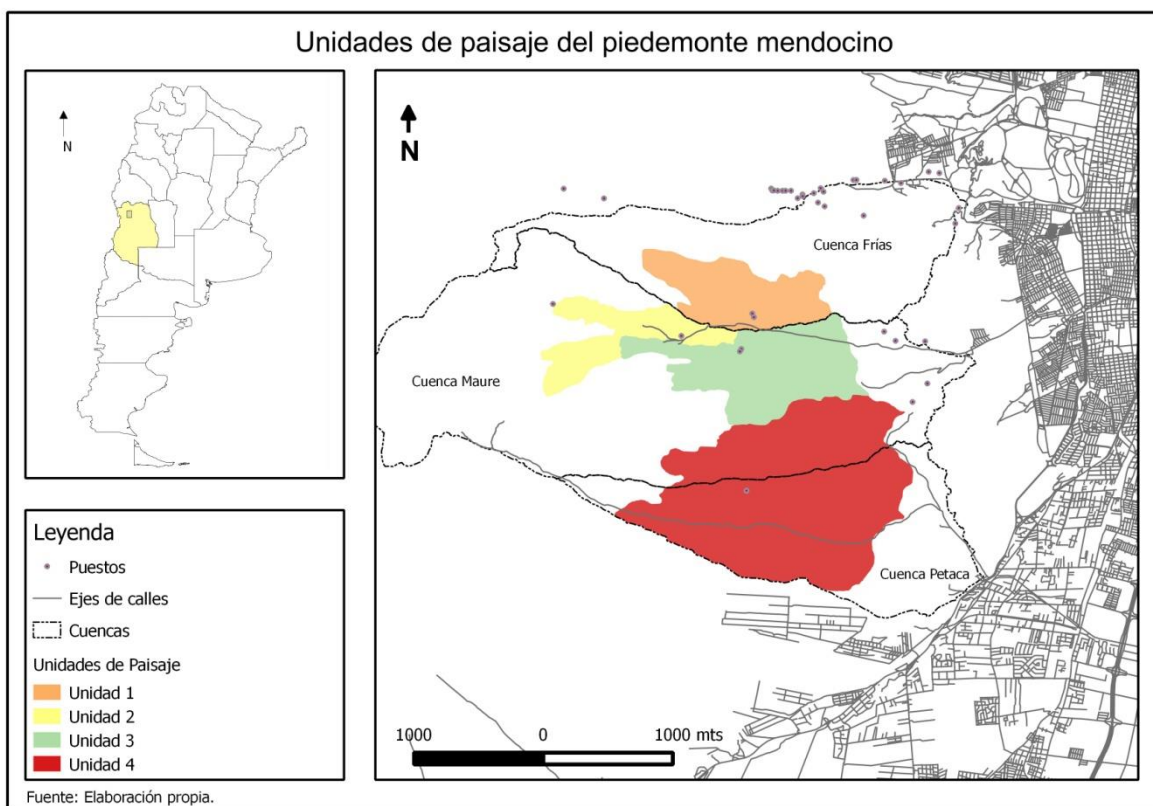 Unidades de paisaje del piedemonte mendocino
N
N
Cuenca Frías
Cuenca Maure
Cuenca Petaca
Leyenda
Puestos
Ejes de calles
Cuencas
Unidades de Paisaje
Unidad 1
Unidad 2
Unidad 3
Unidad 4
1000 0 1000 mts
Fuente: Elaboración propia.